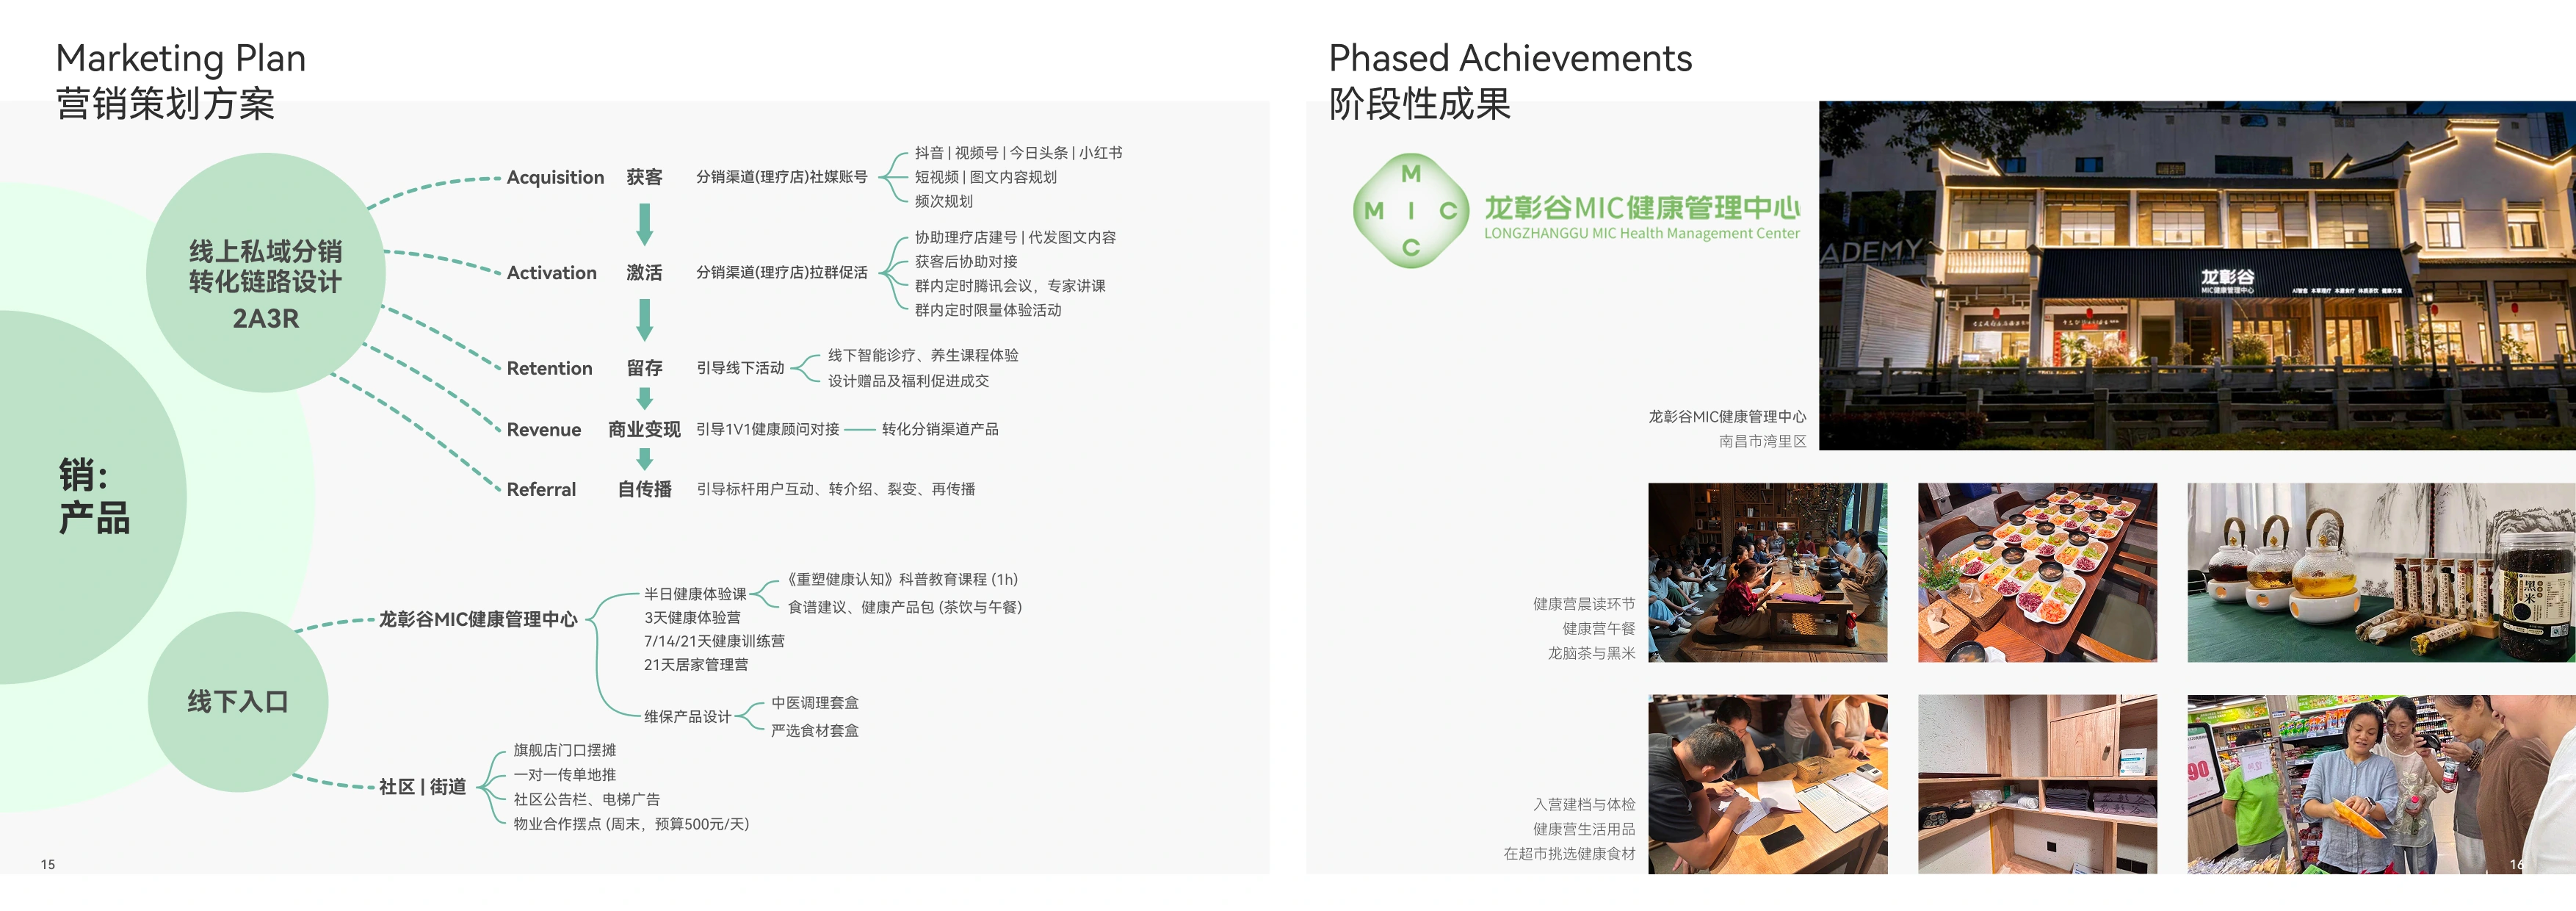 Marketing Plan
营销策划方案
销：
产品
线上私域分销
转化链路设计
2A3R
Acquisition 获客 分销渠道(理疗店)社媒账号
抖音 | 视频号 | 今日头条 | 小红书
短视频 | 图文内容规划
频次规划
Activation 激活 分销渠道(理疗店)拉群促活
协助理疗店建号 | 代发图文内容
获客后协助对接
群内定时腾讯会议，专家讲课
群内定时限量体验活动
Retention 留存 引导线下活动
线下智能诊疗、养生课程体验
设计赠品及福利促进成交
Revenue 商业变现 引导1V1健康顾问对接 转化分销渠道产品
Referral 自传播 引导标杆用户互动、转介绍、裂变、再传播
线下入口
龙彰谷MIC健康管理中心
半日健康体验课
《重塑健康认知》科普教育课程 (1h)
食谱建议、健康产品包 (茶饮与午餐)
3天健康体验营
7/14/21天健康训练营
21天居家管理营
维保产品设计
中医调理套盒
严选食材套盒
社区 | 街道
旗舰店门口摆摊
一对一传单地推
社区公告栏、电梯广告
物业合作摆点 (周末，预算500元/天)
15
Phased Achievements
阶段性成果
M
M I C
C
龙彰谷MIC健康管理中心
LONGZHANGGU MIC Health Management Center
ADEMY
龙彰谷
MIC健康管理中心
龙彰谷MIC健康管理中心
南昌市湾里区
健康营晨读环节
健康营午餐
龙脑茶与黑米
黑米
入营建档与体检
健康营生活用品
在超市挑选健康食材
90
16